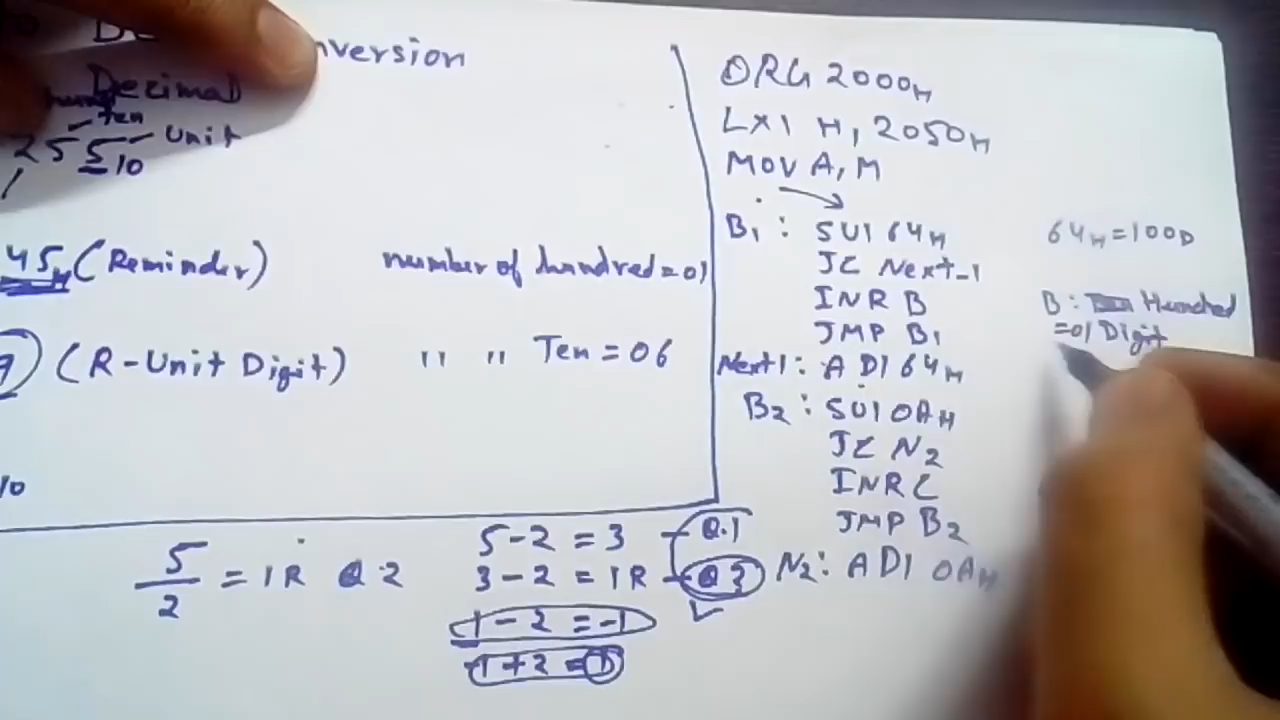 nversion
Decimal
Ten
Unit
25510
45H (Reminder) number of hundred = 01
(R-Unit Digit) " " Ten = 06
10
5/2 = 1R Q 2
5-2 = 3 - Q.1
3-2 = 1R - Q2
1-2 = -1
-1+2 = 1
ORG 2000H
LXI H, 2050H
MOV A, M
B1 : SUI 64H
JC Next-1
INR B
JMP B1
Next1: ADI 64H
B2 : SUI 0AH
JC N2
INR C
JMP B2
N2: ADI 0AH
64H = 100D
B: Hundred
=01 Digit